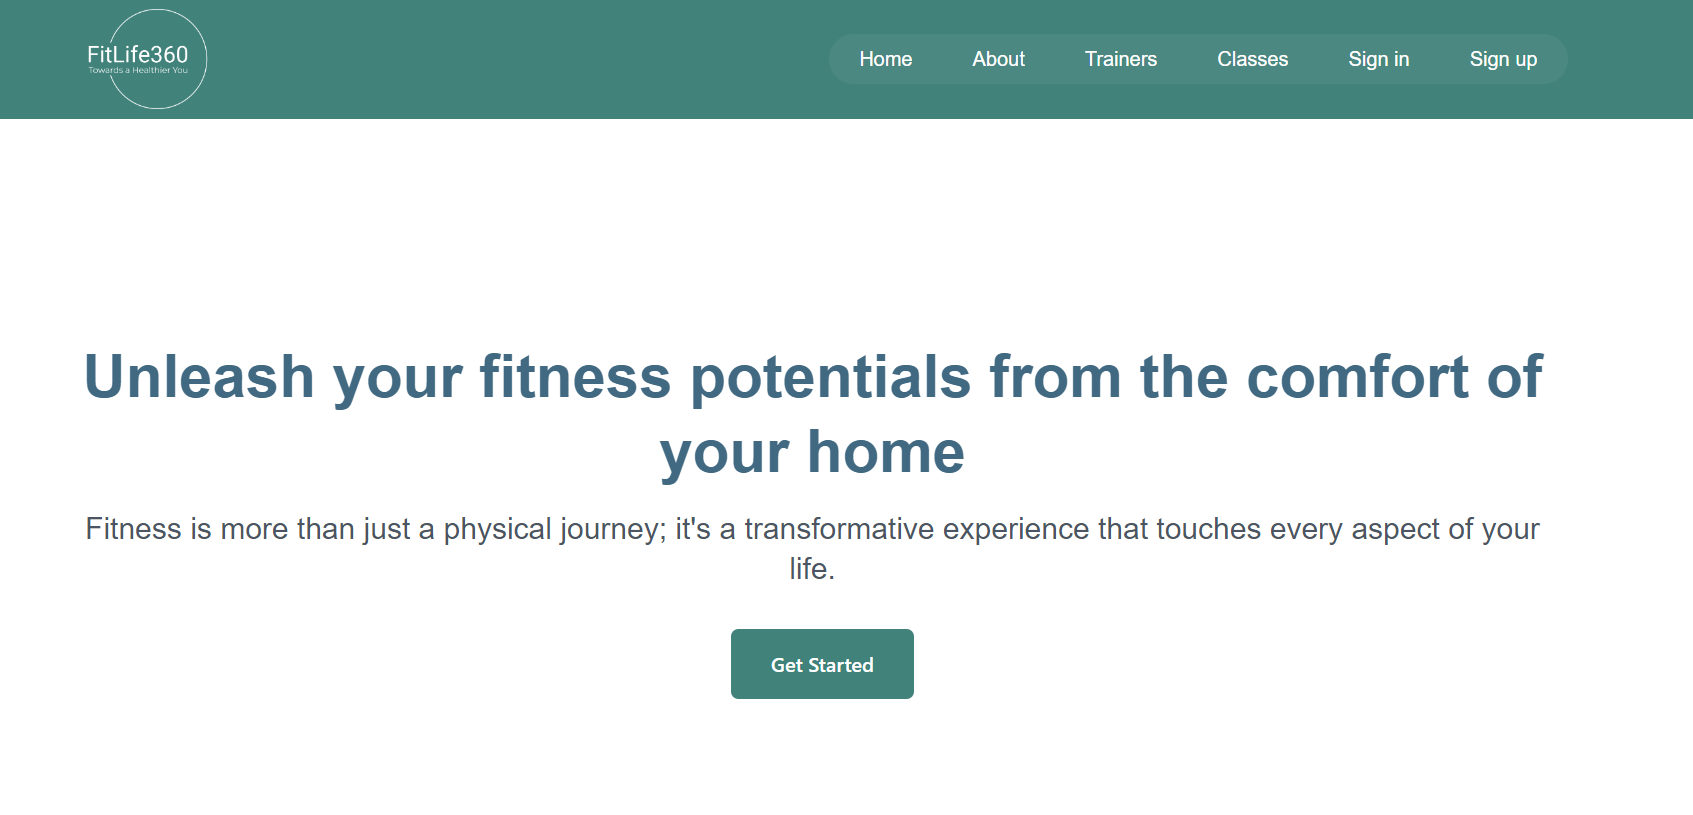 FitLife360
Towards a Healthier You
Home About Trainers Classes Sign in Sign up
Unleash your fitness potentials from the comfort of
your home
Fitness is more than just a physical journey; it's a transformative experience that touches every aspect of your
life.
Get Started